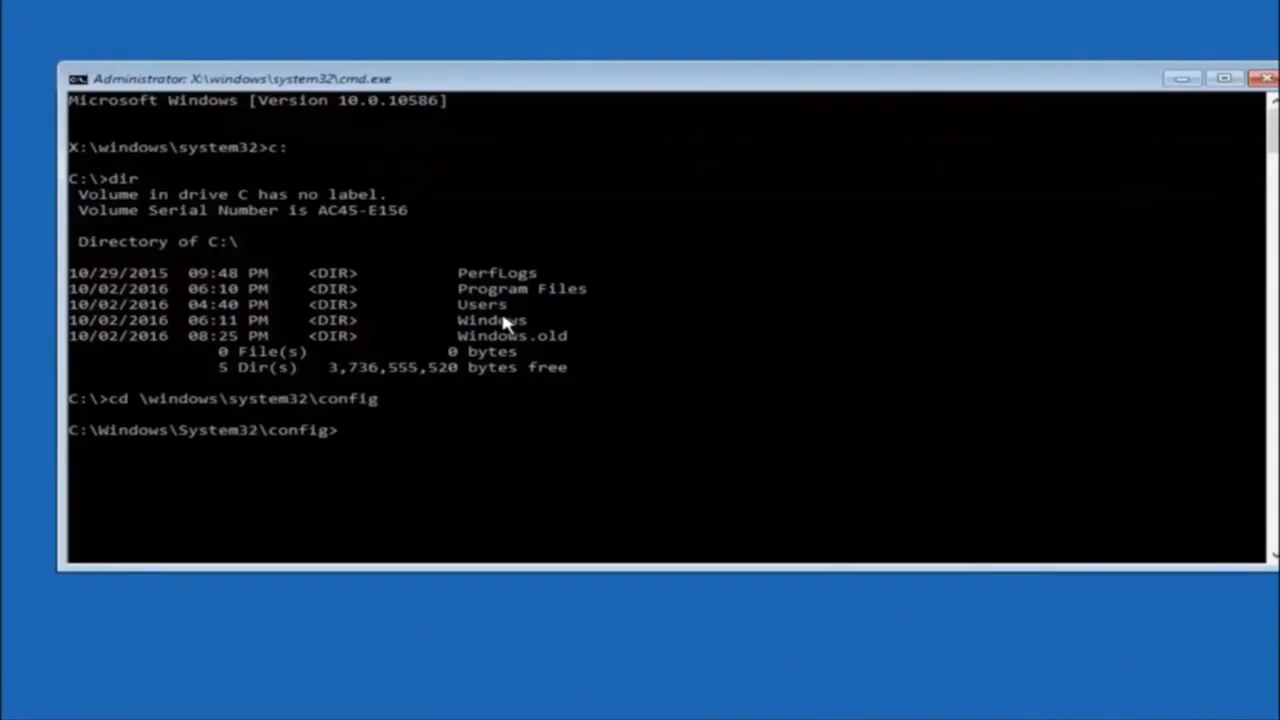 Administrator: X:\windows\system32\cmd.exe
Microsoft Windows [Version 10.0.10586]
X:\windows\system32>c:
C:\>dir
Volume in drive C has no label.
Volume Serial Number is AC45-E156
Directory of C:\
10/29/2015  09:48 PM    <DIR>          PerfLogs
10/02/2016  06:10 PM    <DIR>          Program Files
10/02/2016  04:40 PM    <DIR>          Users
10/02/2016  06:11 PM    <DIR>          Windows
10/02/2016  08:25 PM    <DIR>          Windows.old
0 File(s)              0 bytes
5 Dir(s)   3,736,555,520 bytes free
C:\>cd \windows\system32\config
C:\Windows\System32\config>